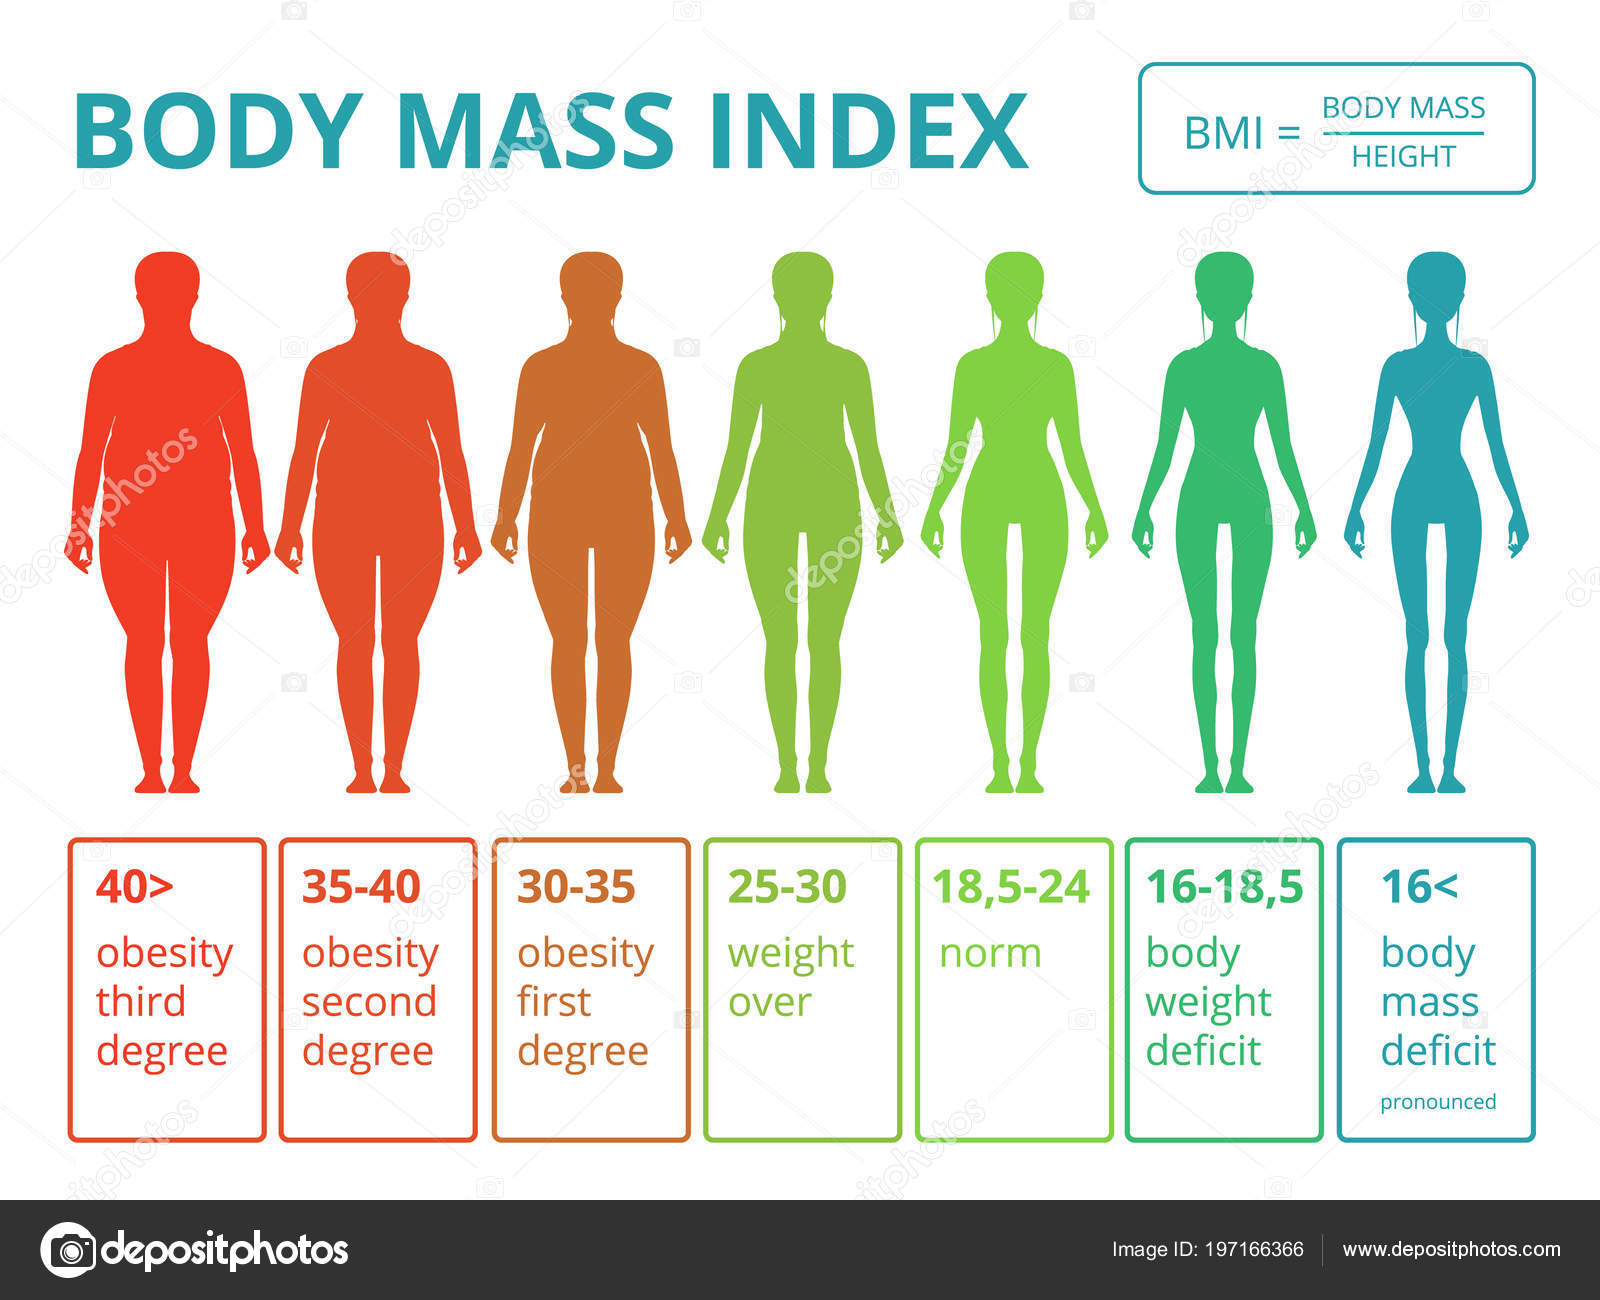 BODY MASS INDEX
BMI = BODY MASS
HEIGHT
40>
obesity
third
degree
35-40
obesity
second
degree
30-35
obesity
first
degree
25-30
weight
over
18,5-24
norm
16-18,5
body
weight
deficit
16<
body
mass
deficit
pronounced
depositphotos
Image ID: 197166366
www.depositphotos.com